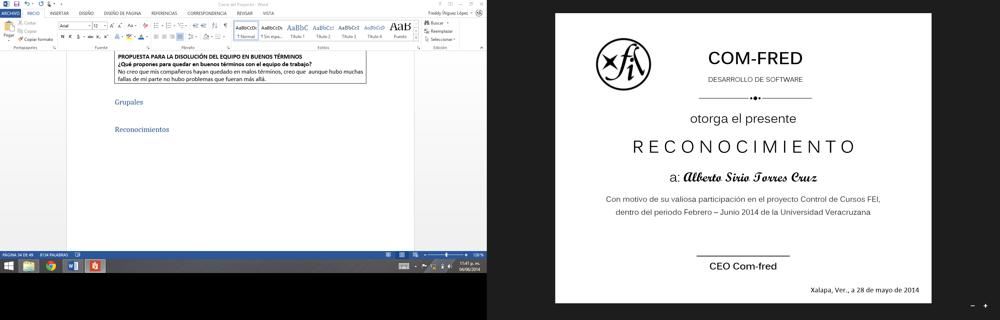 Cierre del Proyecto - Word
ARCHIVO INICIO INSERTAR DISEÑO DISEÑO DE PÁGINA REFERENCIAS CORRESPONDENCIA REVISAR VISTA
Freddy Íñiguez López
Pegar
Cortar
Copiar
Copiar formato
Portapapeles
Arial 12
N K S abc x₂ x²
Aa
Fuente
Párrafo
AaBbCcDc AaBbCcDc AaBbC AaBbCcI AaBbCcI AaBbCcD AaB
¶ Normal ¶ Sin espa... Título 1 Título 2 Título 3 Título 4 Puesto
Estilos
Buscar
Reemplazar
Seleccionar
Edición
PROPUESTA PARA LA DISOLUCIÓN DEL EQUIPO EN BUENOS TÉRMINOS
¿Qué propones para quedar en buenos términos con el equipo de trabajo?
No creo que mis compañeros hayan quedado en malos términos, creo que aunque hubo muchas
fallas de mi parte no hubo problemas que fueran más allá.
Grupales
Reconocimientos
PÁGINA 34 DE 49 8134 PALABRAS
120 %
11:41 p. m.
04/06/2014
COM-FRED
DESARROLLO DE SOFTWARE
otorga el presente
RECONOCIMIENTO
a: Alberto Sirio Torres Cruz
Con motivo de su valiosa participación en el proyecto Control de Cursos FEI,
dentro del periodo Febrero – Junio 2014 de la Universidad Veracruzana
CEO Com-fred
Xalapa, Ver., a 28 de mayo de 2014